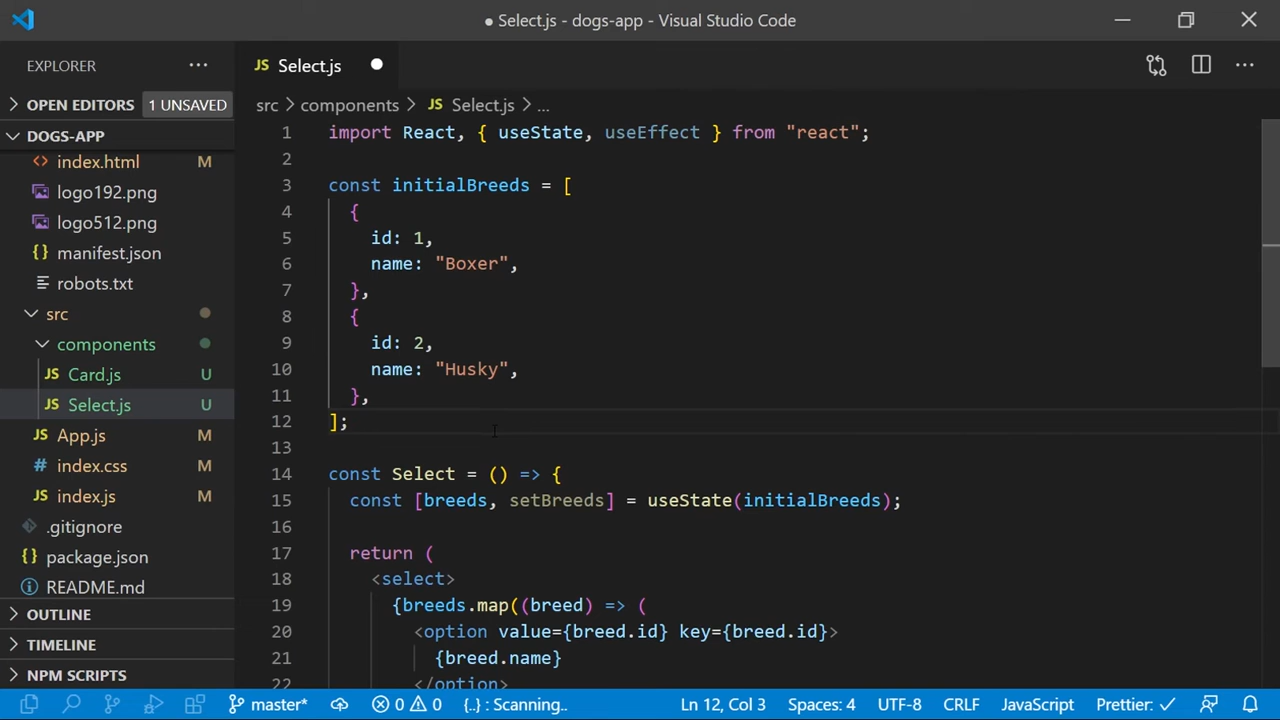 Select.js - dogs-app - Visual Studio Code
EXPLORER
JS Select.js
OPEN EDITORS 1 UNSAVED
src > components > JS Select.js > ...
DOGS-APP
index.html M
logo192.png
logo512.png
manifest.json
robots.txt
src
components
JS Card.js U
JS Select.js U
JS App.js M
# index.css M
JS index.js M
.gitignore
package.json
README.md
OUTLINE
TIMELINE
NPM SCRIPTS
1 import React, { useState, useEffect } from "react";
2
3 const initialBreeds = [
4 {
5 id: 1,
6 name: "Boxer",
7 },
8 {
9 id: 2,
10 name: "Husky",
11 },
12 ];
13
14 const Select = () => {
15 const [breeds, setBreeds] = useState(initialBreeds);
16
17 return (
18 <select>
19 {breeds.map((breed) => (
20 <option value={breed.id} key={breed.id}>
21 {breed.name}
22 </option>
master* 0 0 {..} : Scanning.. Ln 12, Col 3 Spaces: 4 UTF-8 CRLF JavaScript Prettier: ✓